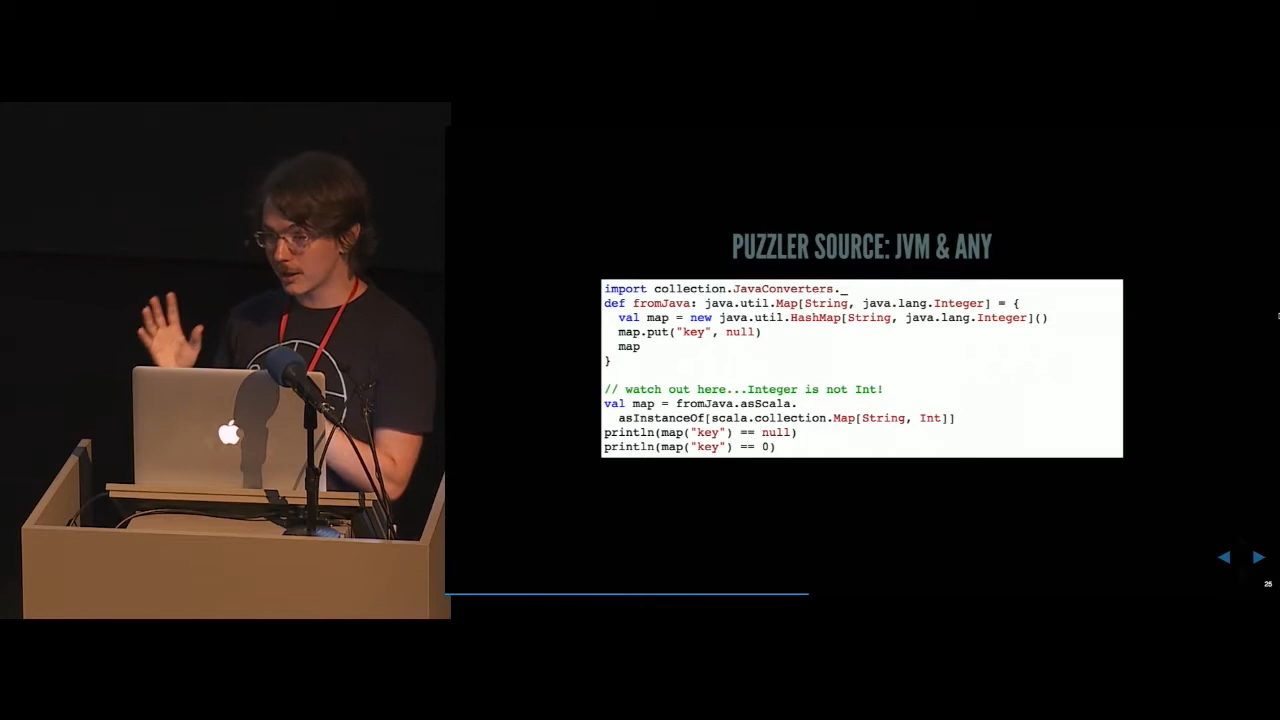 PUZZLER SOURCE: JVM & ANY
import collection.JavaConverters._
def fromJava: java.util.Map[String, java.lang.Integer] = {
  val map = new java.util.HashMap[String, java.lang.Integer]()
  map.put("key", null)
  map
}
// watch out here...Integer is not Int!
val map = fromJava.asScala.
  asInstanceOf[scala.collection.Map[String, Int]]
println(map("key") == null)
println(map("key") == 0)
25